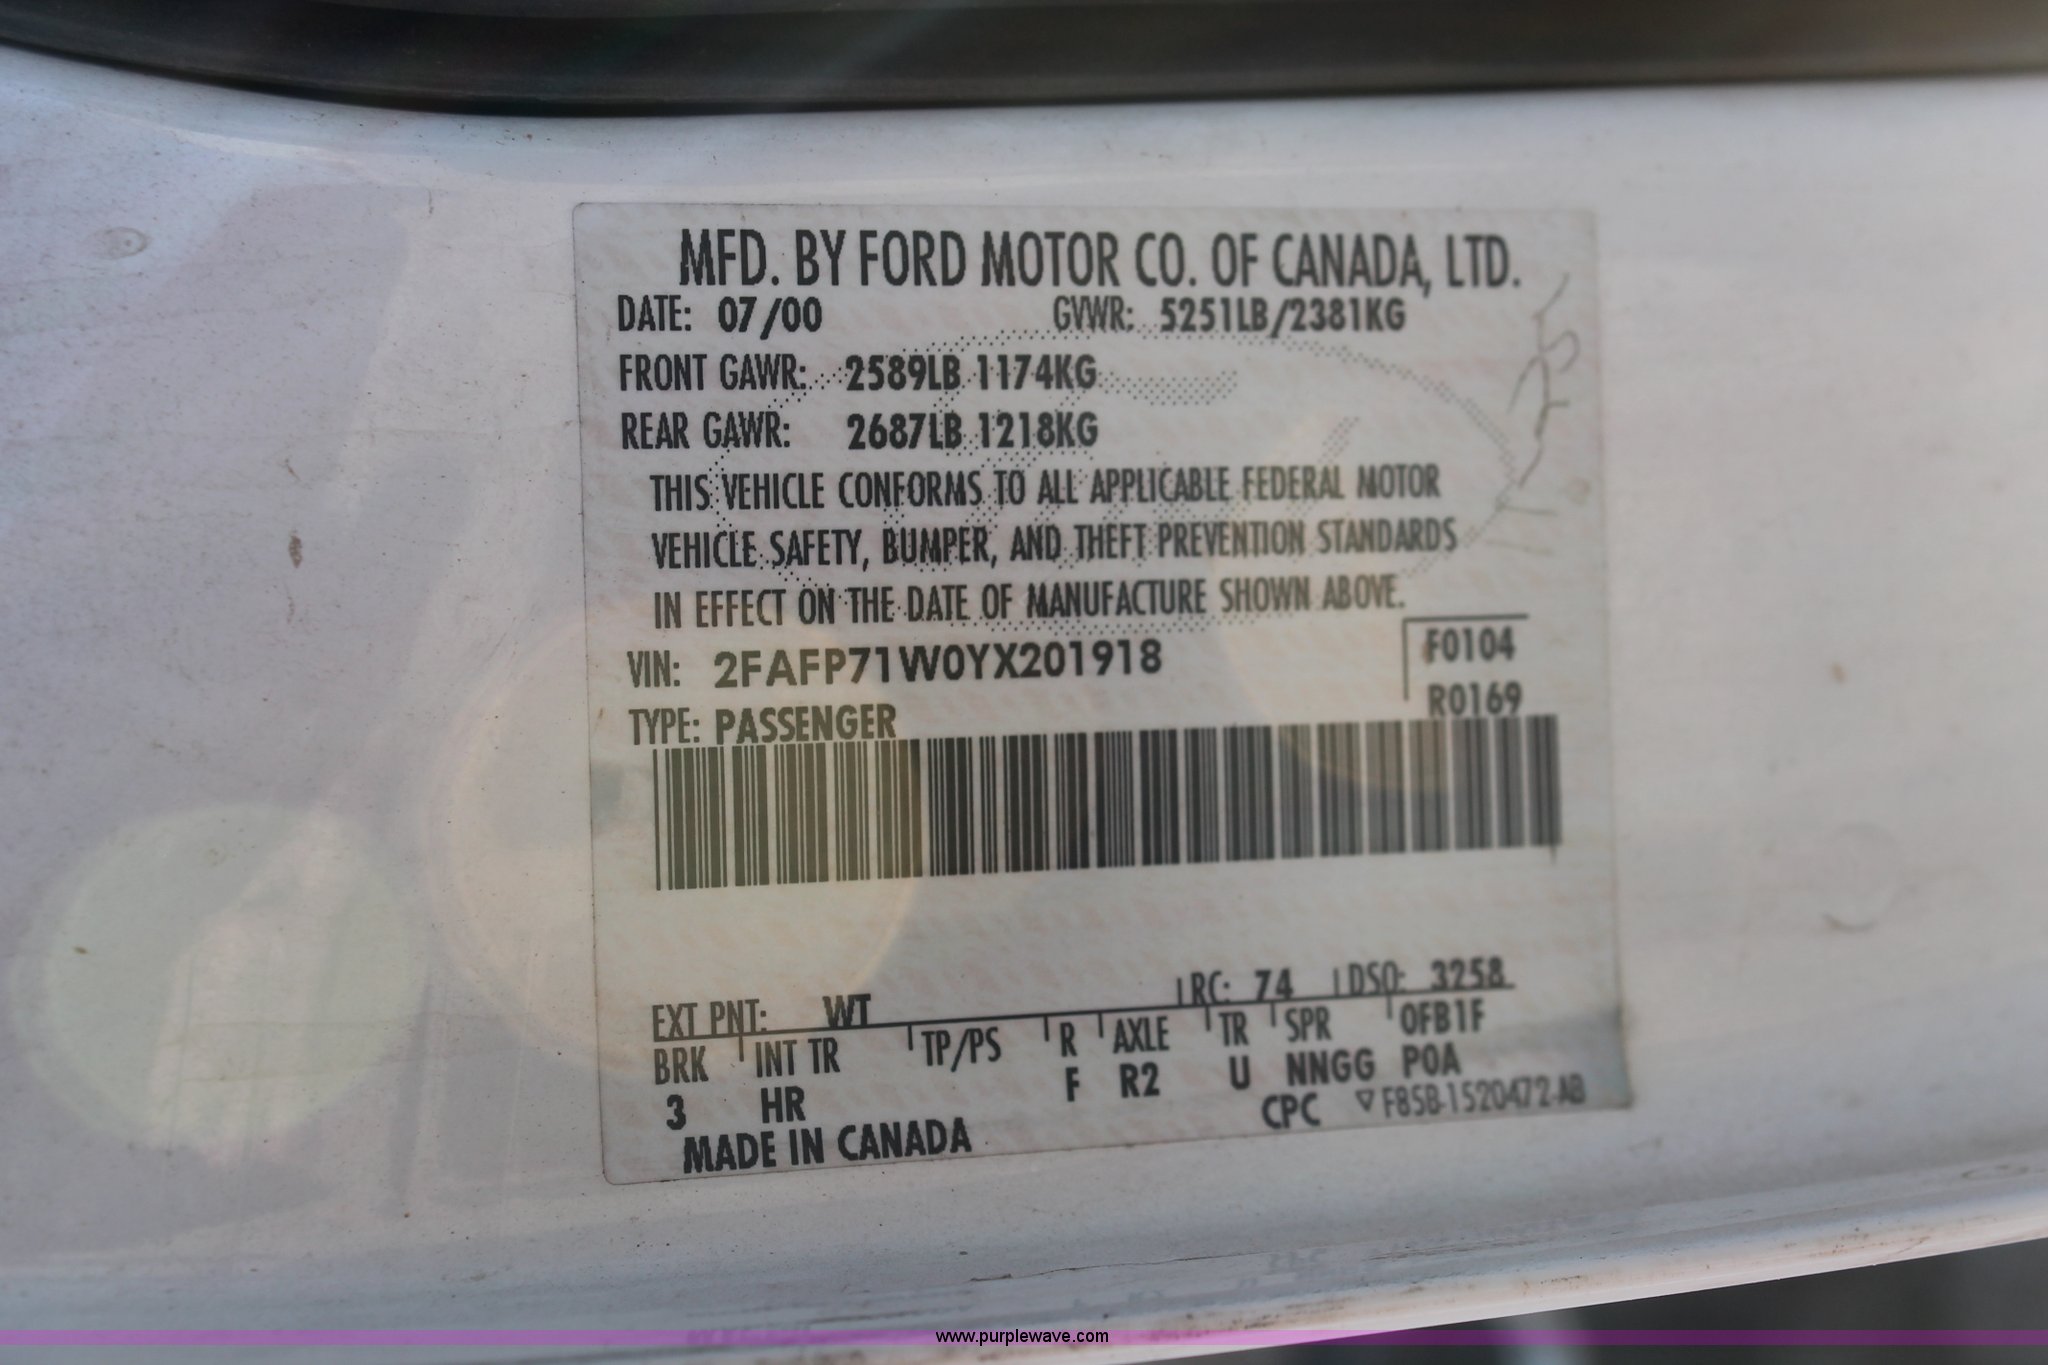 MFD. BY FORD MOTOR CO. OF CANADA, LTD.
DATE: 07/00 GVWR: 5251LB/2381KG
FRONT GAWR: 2589LB 1174KG
REAR GAWR: 2687LB 1218KG
THIS VEHICLE CONFORMS TO ALL APPLICABLE FEDERAL MOTOR
VEHICLE SAFETY, BUMPER, AND THEFT PREVENTION STANDARDS
IN EFFECT ON THE DATE OF MANUFACTURE SHOWN ABOVE.
VIN: 2FAFP71W0YX201918
F0104
R0169
TYPE: PASSENGER
EXT PNT: WT RC: 74 DSO: 3258
BRK INT TR TP/PS R AXLE TR SPR 0FB1F
3 HR F R2 U NNGG P0A
MADE IN CANADA CPC F85B-1520472-AB
www.purplewave.com